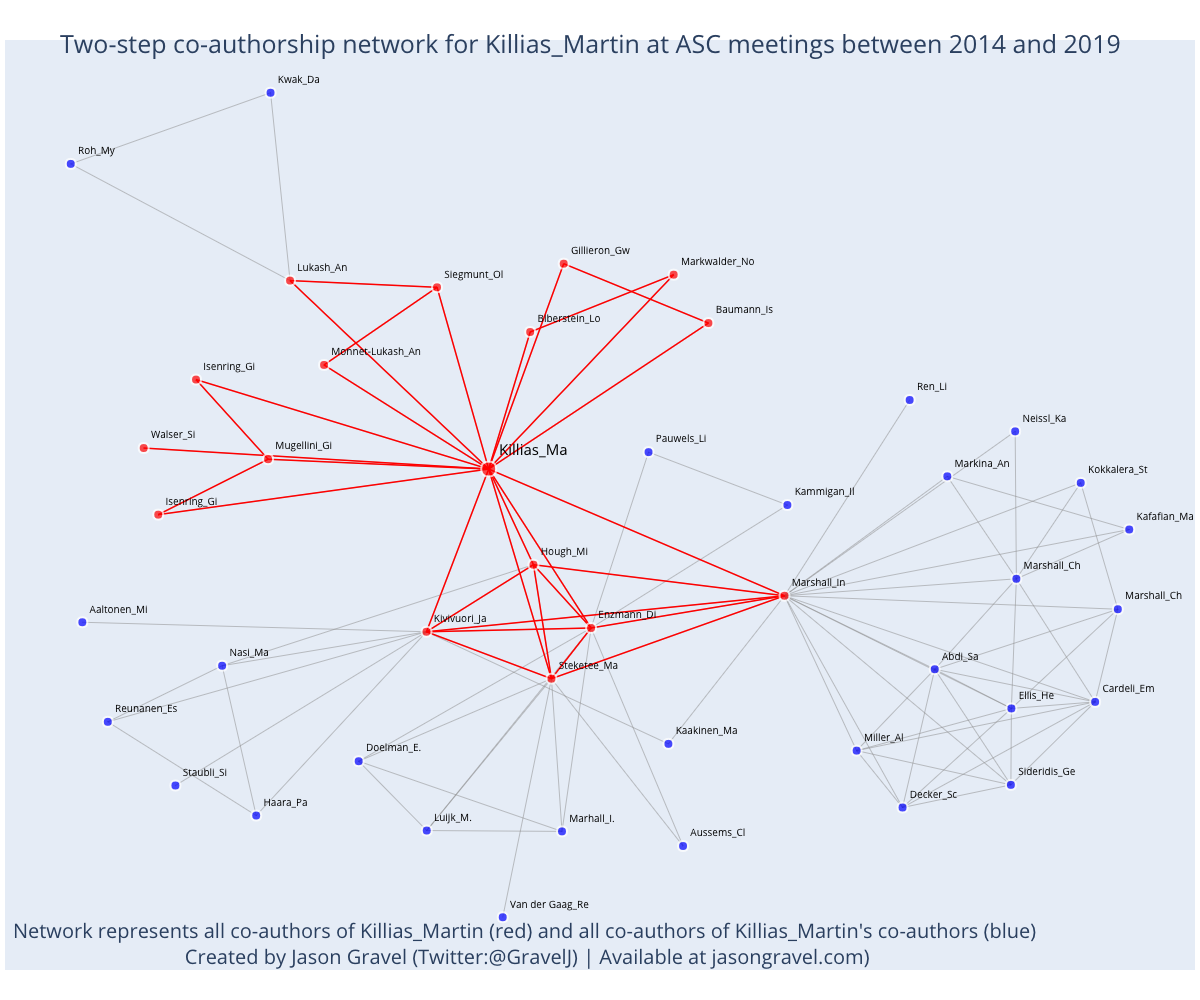 Two-step co-authorship network for Killias_Martin at ASC meetings between 2014 and 2019
Kwak_Da
Roh_My
Gillieron_Gw
Markwalder_No
Lukash_An
Siegmunt_Ol
Baumann_Is
Biberstein_Lo
Monnet-Lukash_An
Isenring_Gi
Ren_Li
Neissl_Ka
Walser_Si
Pauwels_Li
Mugellini_Gi
Killias_Ma
Markina_An
Kokkalera_St
Kammigan_Il
Isenring_Gi
Kafafian_Ma
Hough_Mi
Marshall_Ch
Marshall_In
Marshall_Ch
Aaltonen_Mi
Kivivuori_Ja
Enzmann_Di
Nasi_Ma
Steketee_Ma
Abdi_Sa
Cardeli_Em
Ellis_He
Reunanen_Es
Kaakinen_Ma
Miller_Al
Doelman_E.
Staubli_Si
Sideridis_Ge
Decker_Sc
Haara_Pa
Luijk_M.
Marhall_I.
Aussems_Cl
Van der Gaag_Re
Network represents all co-authors of Killias_Martin (red) and all co-authors of Killias_Martin's co-authors (blue)
Created by Jason Gravel (Twitter:@GravelJ) | Available at jasongravel.com)